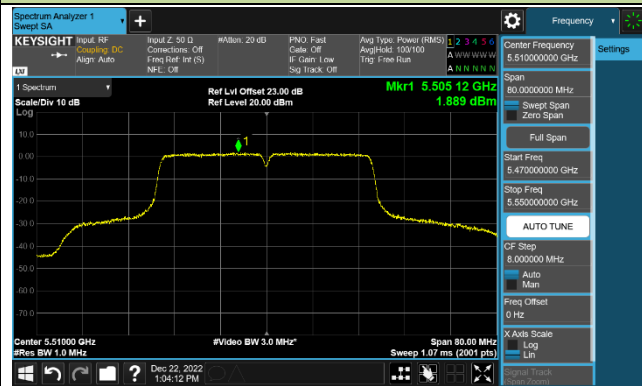 Spectrum Analyzer 1
Swept SA
+
Frequency
KEYSIGHT
Input: RF
Coupling: DC
Align: Auto
LXI
Input Z: 50 Ω
Corrections: Off
Freq Ref: Int (S)
NFE: Off
#Atten: 20 dB
PNO: Fast
Gate: Off
IF Gain: Low
Sig Track: Off
Avg Type: Power (RMS)
Avg|Hold: 100/100
Trig: Free Run
1 2 3 4 5 6
A W W W W W
A N N N N N
Center Frequency
5.510000000 GHz
Settings
1 Spectrum
Scale/Div 10 dB
Log
Ref Lvl Offset 23.00 dB
Ref Level 20.00 dBm
Mkr1 5.505 12 GHz
1.889 dBm
Span
80.0000000 MHz
Swept Span
Zero Span
Full Span
Start Freq
5.470000000 GHz
Stop Freq
5.550000000 GHz
AUTO TUNE
CF Step
8.000000 MHz
Auto
Man
Freq Offset
0 Hz
X Axis Scale
Log
Lin
Signal Track
(Span Zoom)
10.0
0.00
-10.0
-20.0
-30.0
-40.0
-50.0
-60.0
-70.0
1
Center 5.51000 GHz
#Res BW 1.0 MHz
#Video BW 3.0 MHz*
Span 80.00 MHz
Sweep 1.07 ms (2001 pts)
?
Dec 22, 2022
1:04:12 PM